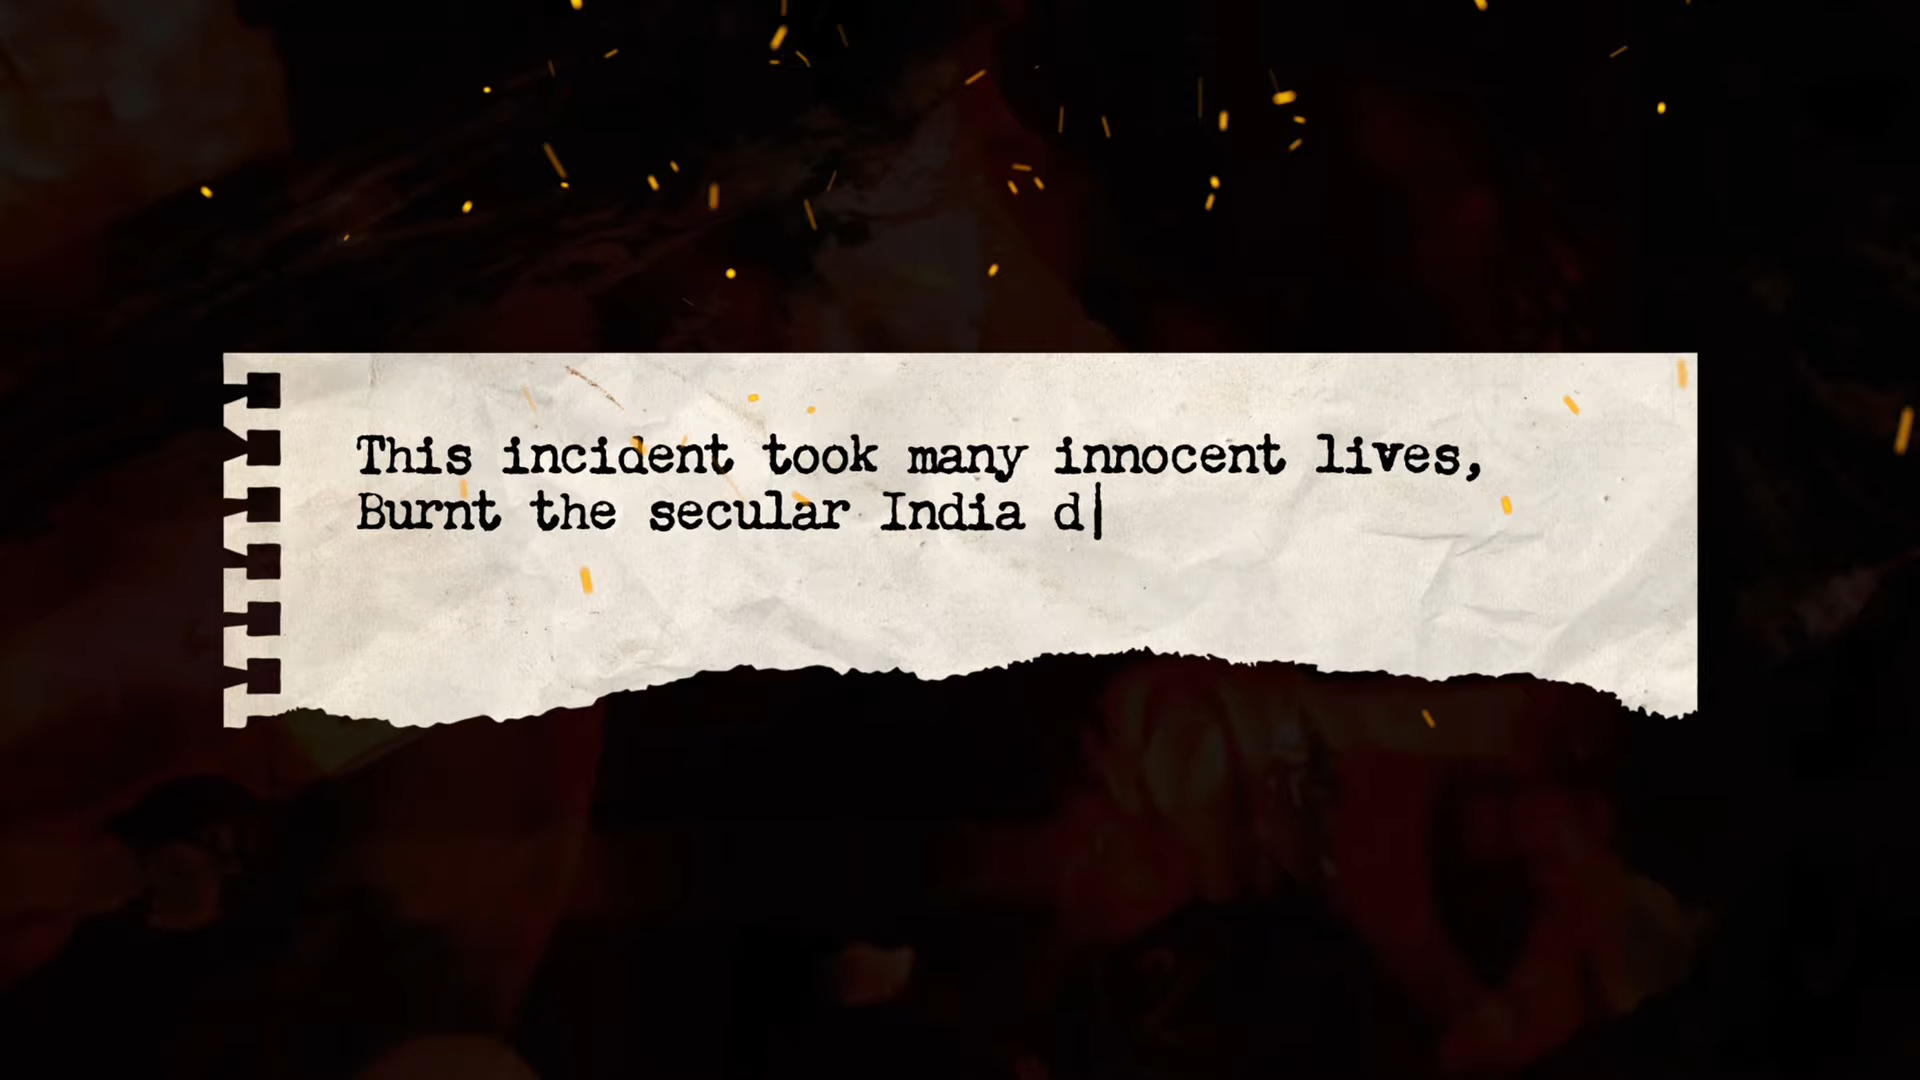 This incident took many innocent lives,
Burnt the secular India d